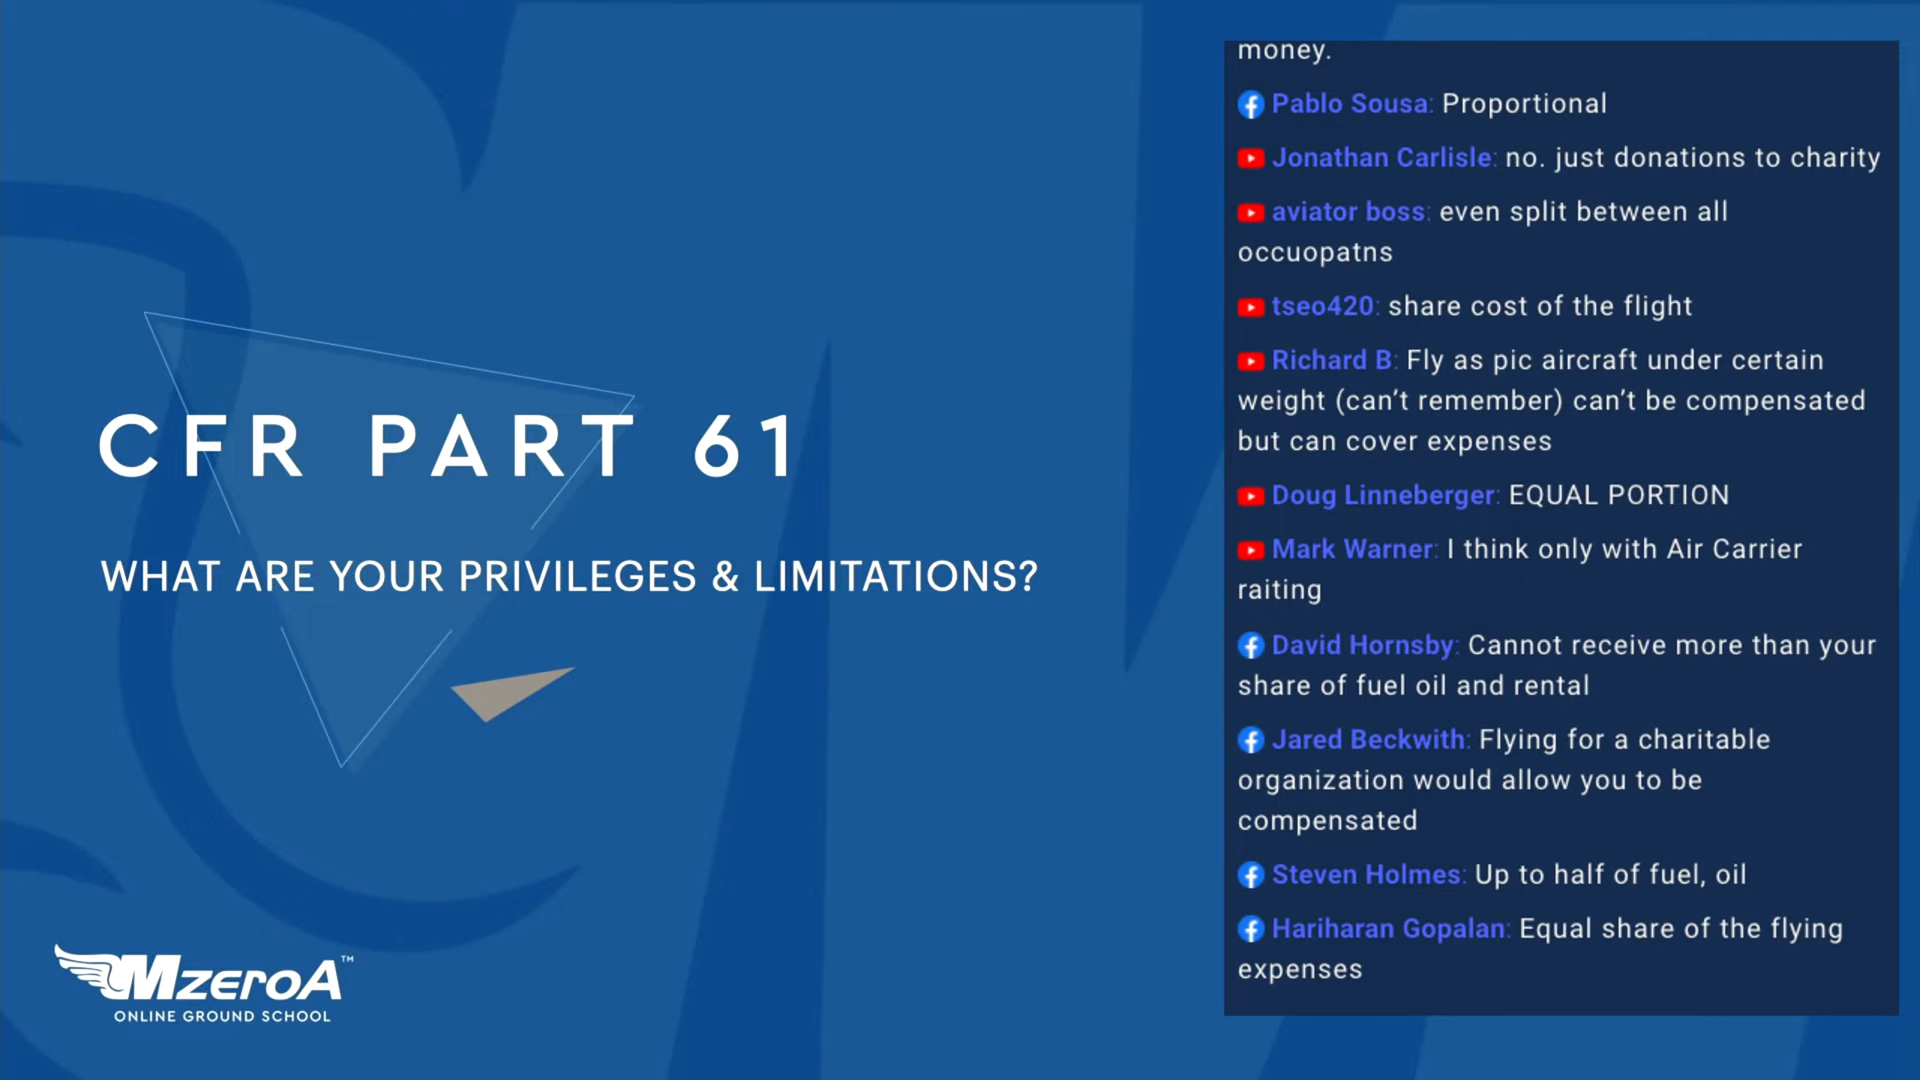 CFR PART 61
WHAT ARE YOUR PRIVILEGES & LIMITATIONS?
MZEROA™
ONLINE GROUND SCHOOL
money.
Pablo Sousa: Proportional
Jonathan Carlisle: no. just donations to charity
aviator boss: even split between all
occuopatns
tseo420: share cost of the flight
Richard B: Fly as pic aircraft under certain
weight (can’t remember) can’t be compensated
but can cover expenses
Doug Linneberger: EQUAL PORTION
Mark Warner: I think only with Air Carrier
raiting
David Hornsby: Cannot receive more than your
share of fuel oil and rental
Jared Beckwith: Flying for a charitable
organization would allow you to be
compensated
Steven Holmes: Up to half of fuel, oil
Hariharan Gopalan: Equal share of the flying
expenses